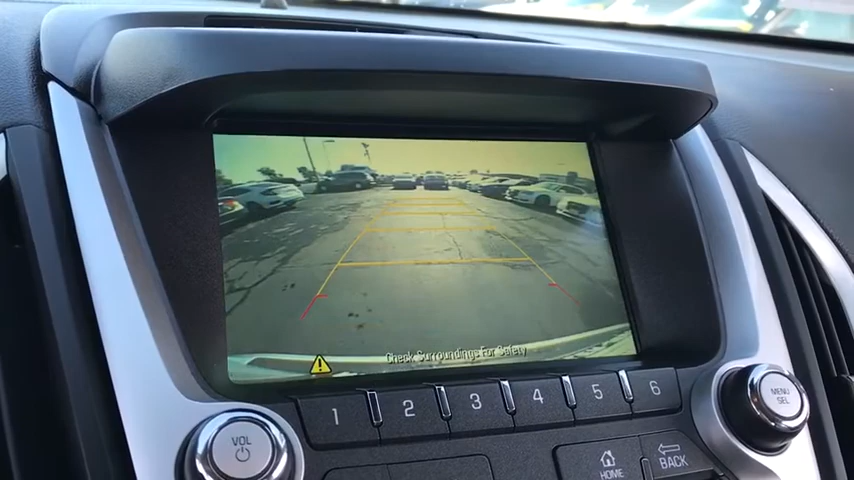 Check Surroundings For Safety
1 2 3 4 5 6
VOL
MENU
SEL
HOME
BACK